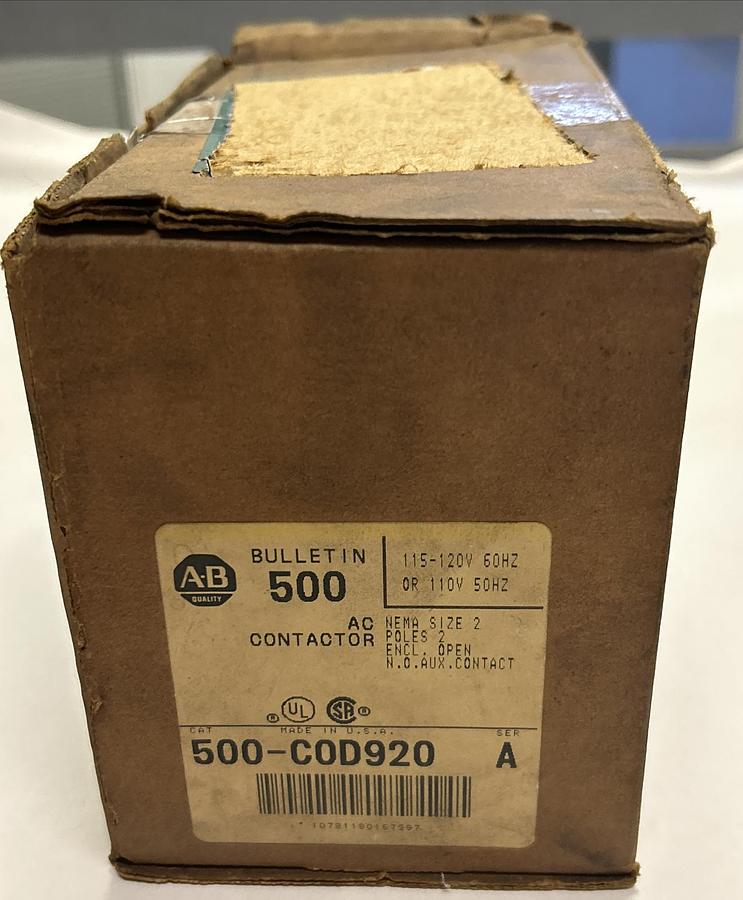 A-B
QUALITY
BULLETIN
500
115-120V 60HZ
OR 110V 50HZ
AC
CONTACTOR
NEMA SIZE 2
POLES 2
ENCL. OPEN
N.O.AUX.CONTACT
® UL SA ®
CAT MADE IN U.S.A. SER
500-COD920 A